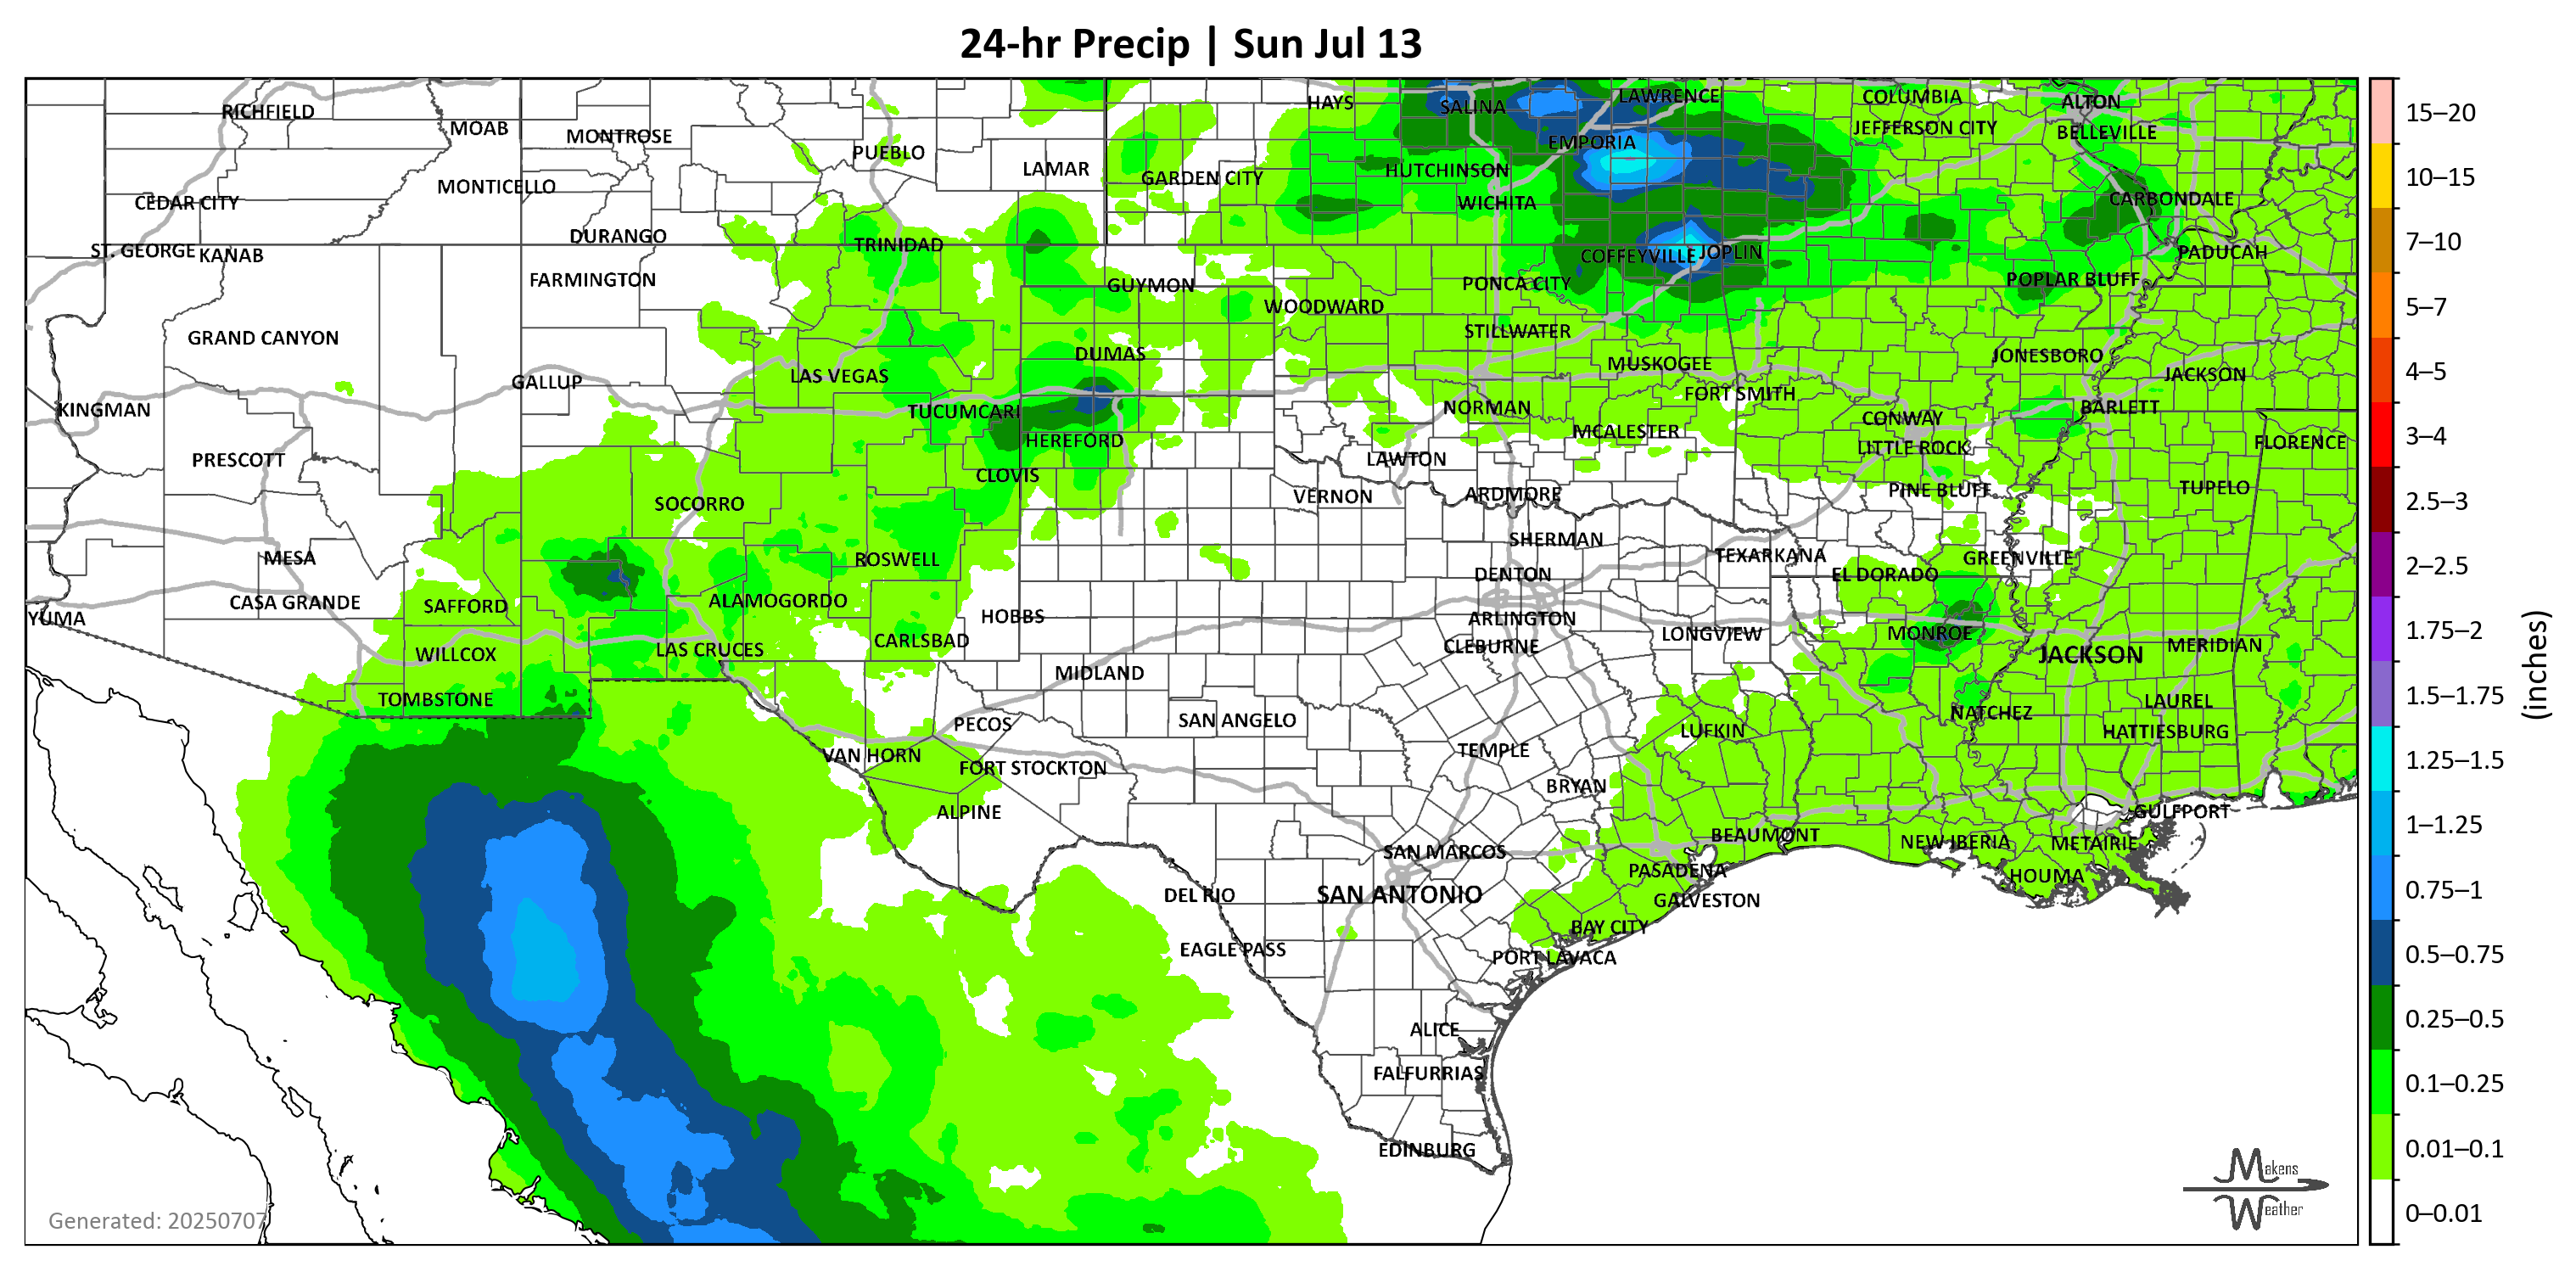 24-hr Precip | Sun Jul 13
RICHFIELD
MOAB
MONTROSE
PUEBLO
LAMAR
HAYS
SALINA
LAWRENCE
COLUMBIA
ALTON
JEFFERSON CITY
BELLEVILLE
EMPORIA
HUTCHINSON
GARDEN CITY
MONTICELLO
CEDAR CITY
WICHITA
CARBONDALE
DURANGO
TRINIDAD
ST. GEORGE
KANAB
COFFEYVILLE
JOPLIN
PADUCAH
FARMINGTON
GUYMON
PONCA CITY
POPLAR BLUFF
WOODWARD
GRAND CANYON
STILLWATER
DUMAS
JONESBORO
MUSKOGEE
LAS VEGAS
JACKSON
GALLUP
FORT SMITH
KINGMAN
TUCUMCARI
NORMAN
BARLETT
CONWAY
MCALESTER
HEREFORD
LITTLE ROCK
FLORENCE
PRESCOTT
LAWTON
CLOVIS
TUPELO
PINE BLUFF
VERNON
ARDMORE
SOCORRO
SHERMAN
MESA
ROSWELL
TEXARKANA
GREENVILLE
DENTON
EL DORADO
CASA GRANDE
SAFFORD
ALAMOGORDO
YUMA
HOBBS
ARLINGTON
CARLSBAD
LONGVIEW
MONROE
CLEBURNE
MERIDIAN
WILLCOX
LAS CRUCES
JACKSON
MIDLAND
TOMBSTONE
LAUREL
NATCHEZ
PECOS
SAN ANGELO
LUFKIN
HATTIESBURG
VAN HORN
TEMPLE
FORT STOCKTON
BRYAN
ALPINE
GULFPORT
BEAUMONT
NEW IBERIA
METAIRIE
SAN MARCOS
PASADENA
HOUMA
DEL RIO
SAN ANTONIO
GALVESTON
BAY CITY
EAGLE PASS
PORT LAVACA
ALICE
FALFURRIAS
EDINBURG
Generated: 20250707
Makens
Weather
15–20
10–15
7–10
5–7
4–5
3–4
2.5–3
2–2.5
1.75–2
1.5–1.75
1.25–1.5
1–1.25
0.75–1
0.5–0.75
0.25–0.5
0.1–0.25
0.01–0.1
0–0.01
(inches)